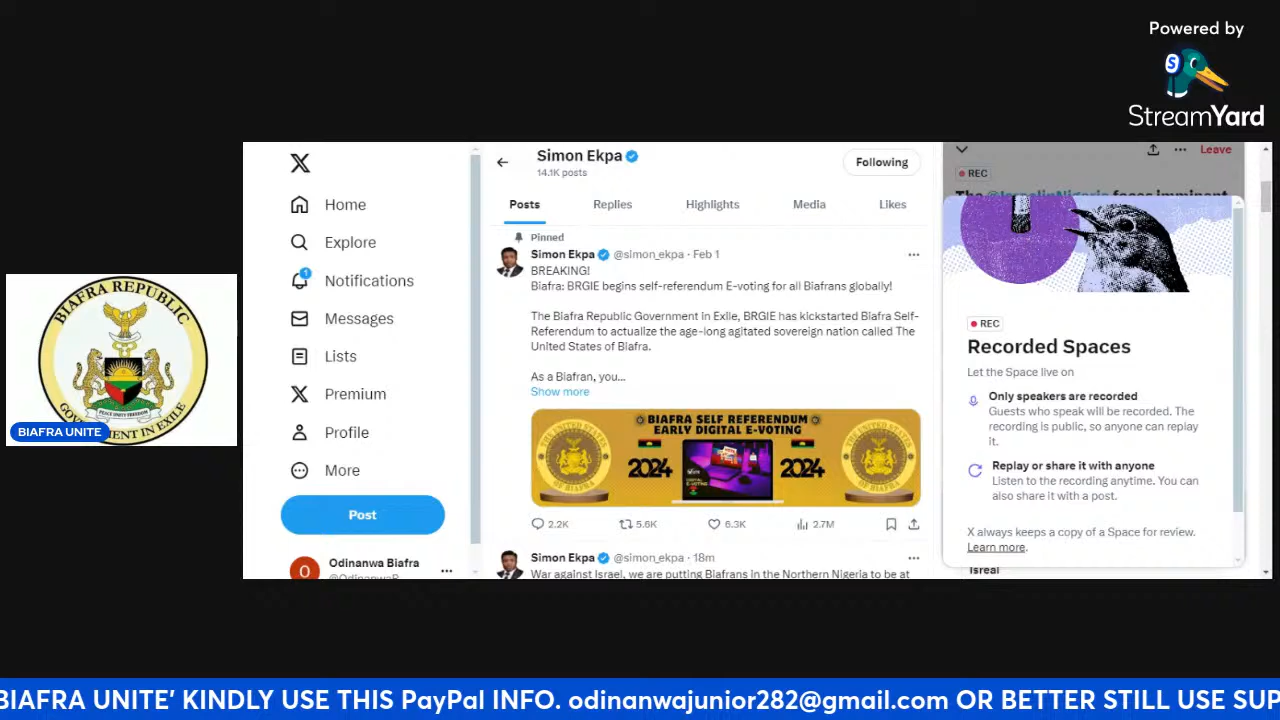 Powered by
StreamYard
BIAFRA REPUBLIC
GOVERNMENT IN EXILE
PEACE UNITY FREEDOM
BIAFRA UNITE
Home
Explore
1
Notifications
Messages
Lists
Premium
Profile
More
Post
O
Odinanwa Biafra
Simon Ekpa
14.1K posts
Following
Posts
Replies
Highlights
Media
Likes
Pinned
Simon Ekpa @simon_ekpa · Feb 1
BREAKING!
Biafra: BRGIE begins self-referendum E-voting for all Biafrans globally!
The Biafra Republic Government in Exile, BRGIE has kickstarted Biafra Self-
Referendum to actualize the age-long agitated sovereign nation called The
United States of Biafra.
As a Biafran, you...
Show more
BIAFRA SELF REFERENDUM
EARLY DIGITAL E-VOTING
2024
2024
2.2K
5.6K
6.3K
2.7M
Simon Ekpa @simon_ekpa · 18m
War against Israel, we are putting Biafrans in the Northern Nigeria to be at
Leave
REC
The @IsraelinNigeria faces imminent
REC
Recorded Spaces
Let the Space live on
Only speakers are recorded
Guests who speak will be recorded. The
recording is public, so anyone can replay
it.
Replay or share it with anyone
Listen to the recording anytime. You can
also share it with a post.
X always keeps a copy of a Space for review.
Learn more.
Isreal
BIAFRA UNITE’ KINDLY USE THIS PayPal INFO. odinanwajunior282@gmail.com OR BETTER STILL USE SUP